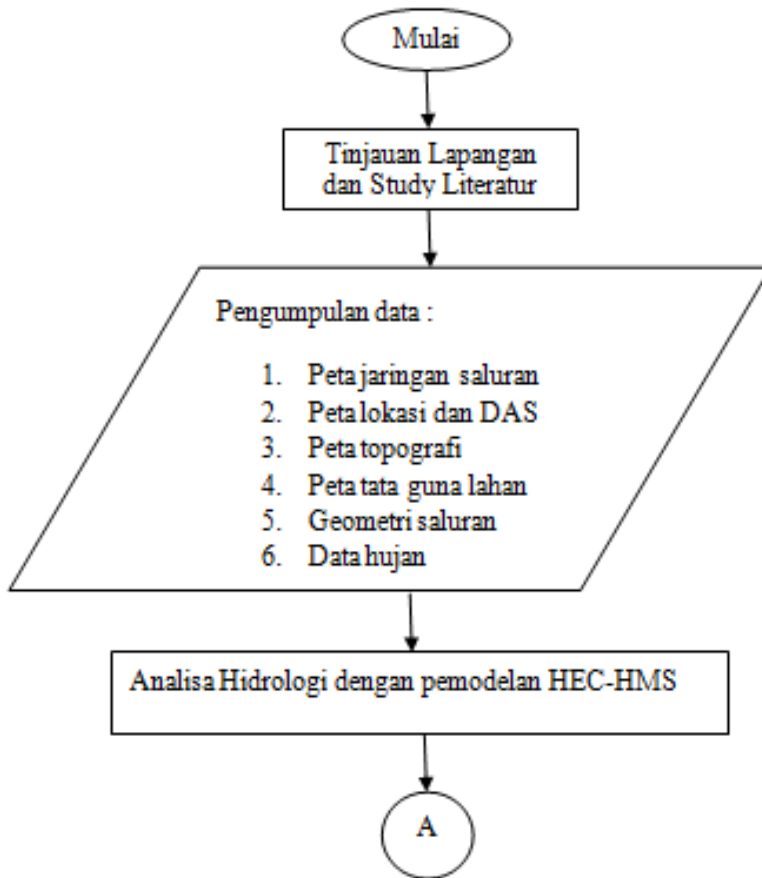 Mulai
Tinjauan Lapangan
dan Study Literatur
Pengumpulan data :
1. Peta jaringan saluran
2. Peta lokasi dan DAS
3. Peta topografi
4. Peta tata guna lahan
5. Geometri saluran
6. Data hujan
Analisa Hidrologi dengan pemodelan HEC-HMS
A